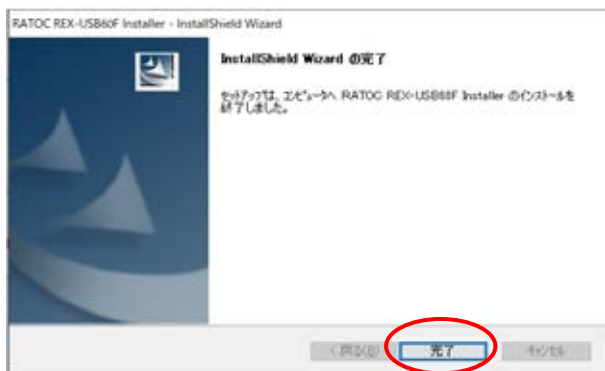 RATOC REX-USB60F Installer - InstallShield Wizard
InstallShield Wizard の完了
セットアップは、コンピュータへ RATOC REX-USB60F Installer のインストールを
終了しました。
< 戻る(B)
完了
キャンセル